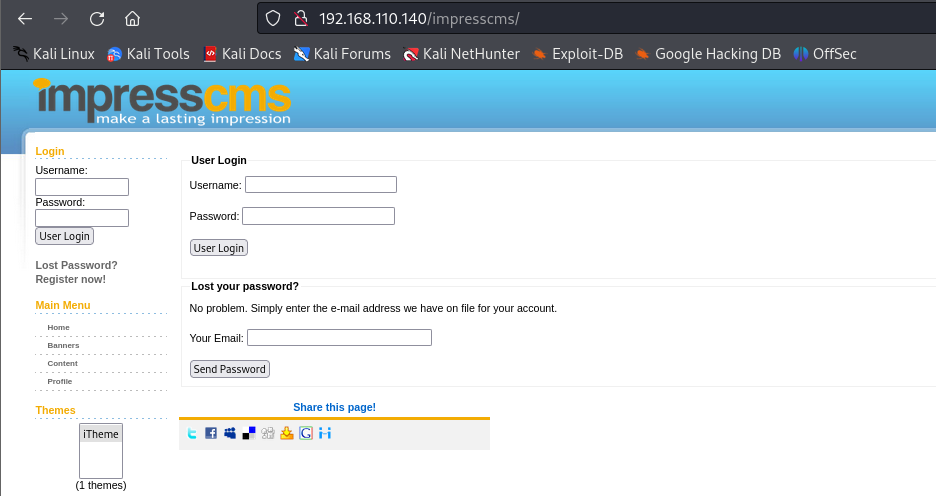 192.168.110.140/impresscms/
Kali Linux Kali Tools Kali Docs Kali Forums Kali NetHunter Exploit-DB Google Hacking DB OffSec
impresscms
make a lasting impression
Login
Username:
Password:
User Login
Lost Password?
Register now!
Main Menu
Home
Banners
Content
Profile
Themes
iTheme
(1 themes)
User Login
Username:
Password:
User Login
Lost your password?
No problem. Simply enter the e-mail address we have on file for your account.
Your Email:
Send Password
Share this page!